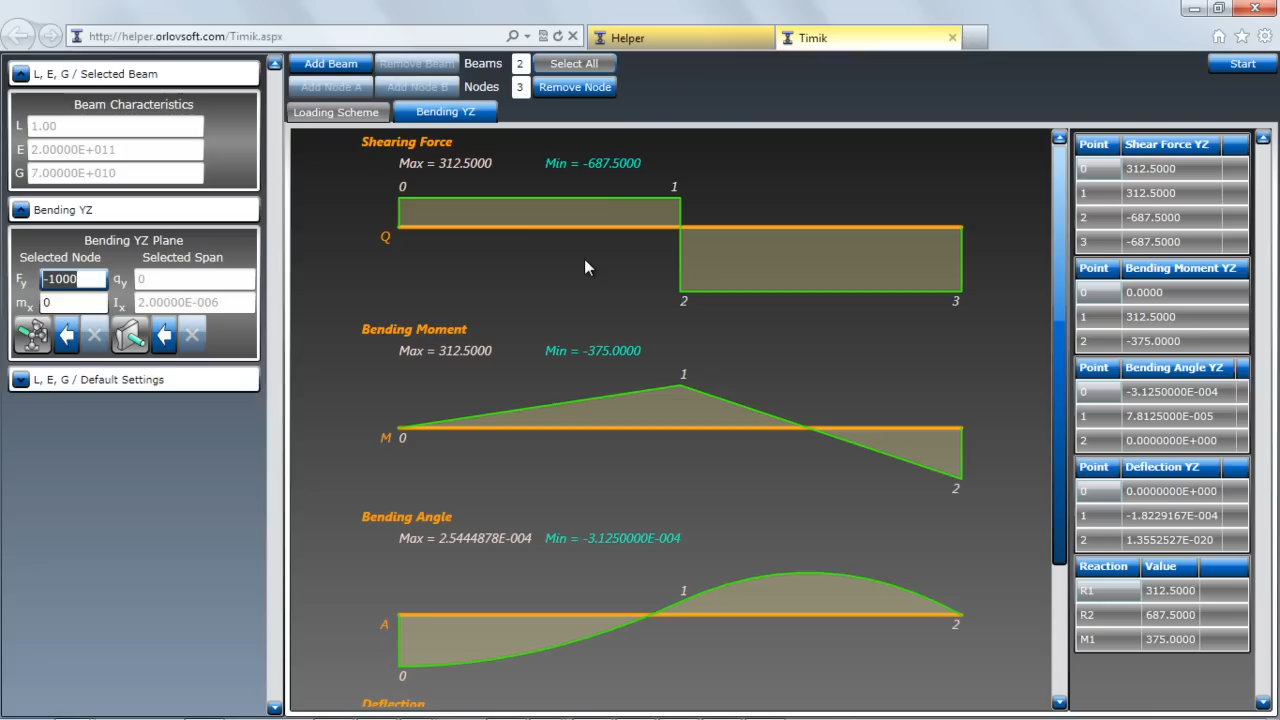 http://helper.orlovsoft.com/Timik.aspx
Helper
Timik
L, E, G / Selected Beam
Beam Characteristics
L 1.00
E 2.00000E+011
G 7.00000E+010
Bending YZ
Bending YZ Plane
Selected Node Selected Span
Fy -1000 qy 0
mx 0 Ix 2.00000E-006
L, E, G / Default Settings
Add Beam Remove Beam Beams 2 Select All
Add Node A Add Node B Nodes 3 Remove Node
Start
Loading Scheme Bending YZ
Shearing Force
Max = 312.5000 Min = -687.5000
0 1
Q
2 3
Bending Moment
Max = 312.5000 Min = -375.0000
1
M 0
2
Bending Angle
Max = 2.5444878E-004 Min = -3.1250000E-004
1
A 2
0
Deflection
Point Shear Force YZ
0 312.5000
1 312.5000
2 -687.5000
3 -687.5000
Point Bending Moment YZ
0 0.0000
1 312.5000
2 -375.0000
Point Bending Angle YZ
0 -3.1250000E-004
1 7.8125000E-005
2 0.0000000E+000
Point Deflection YZ
0 0.0000000E+000
1 -1.8229167E-004
2 1.3552527E-020
Reaction Value
R1 312.5000
R2 687.5000
M1 375.0000